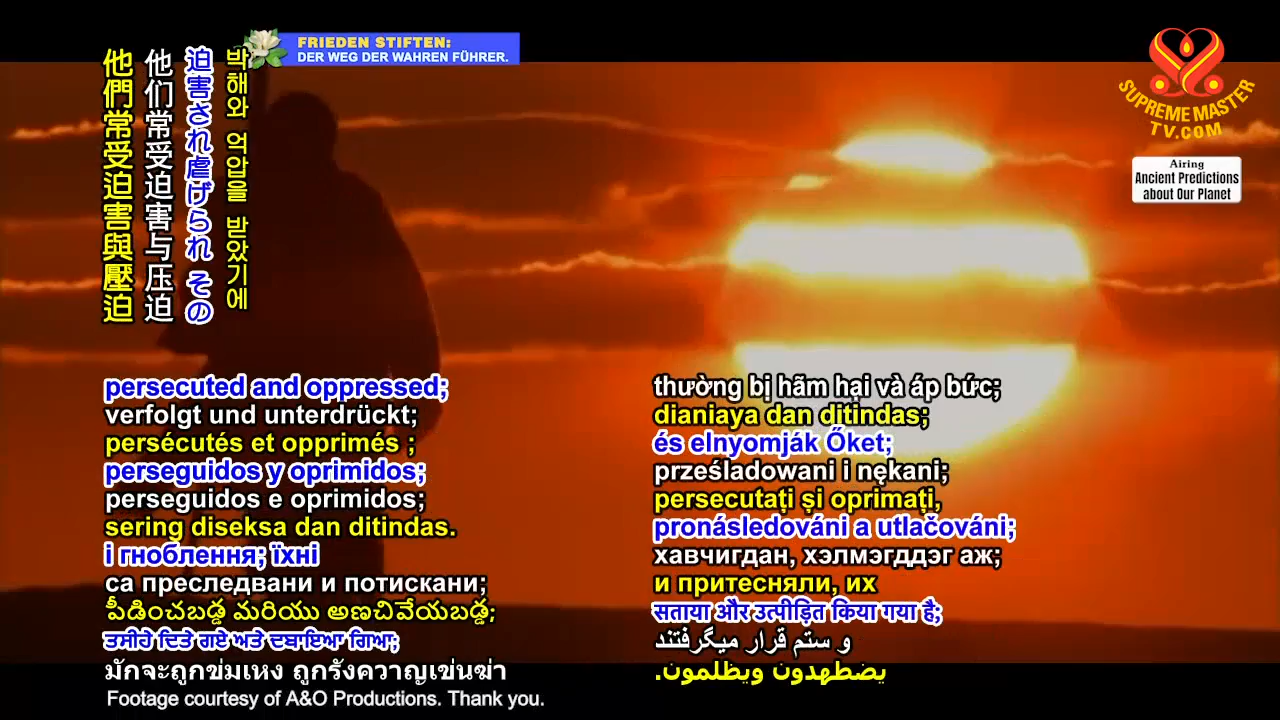 FRIEDEN STIFTEN:
DER WEG DER WAHREN FÜHRER.
SUPREME MASTER
TV.COM
Airing
Ancient Predictions
about Our Planet
他們常受迫害與壓迫
他们常受迫害与压迫
迫害され虐げられ その
박해와 억압을 받았기에
persecuted and oppressed;
verfolgt und unterdrückt;
persécutés et opprimés ;
perseguidos y oprimidos;
perseguidos e oprimidos;
sering diseksa dan ditindas.
і гноблення; їхні
са преследвани и потискани;
పీడించబడ్డ మరియు అణచివేయబడ్డ;
ਤਸੀਹੇ ਦਿਤੇ ਗਏ ਅਤੇ ਦਬਾਇਆ ਗਿਆ;
มักจะถูกข่มเหง ถูกรังควาญเข่นฆ่า
thường bị hãm hại và áp bức;
dianiaya dan ditindas;
és elnyomják Őket;
prześladowani i nękani;
persecutați și oprimați,
pronásledováni a utlačováni;
хавчигдан, хэлмэгддэг аж;
и притесняли, их
सताया और उत्पीड़ित किया गया है;
و ستم قرار میگرفتند
يضطهدون ويظلمون.
Footage courtesy of A&O Productions. Thank you.